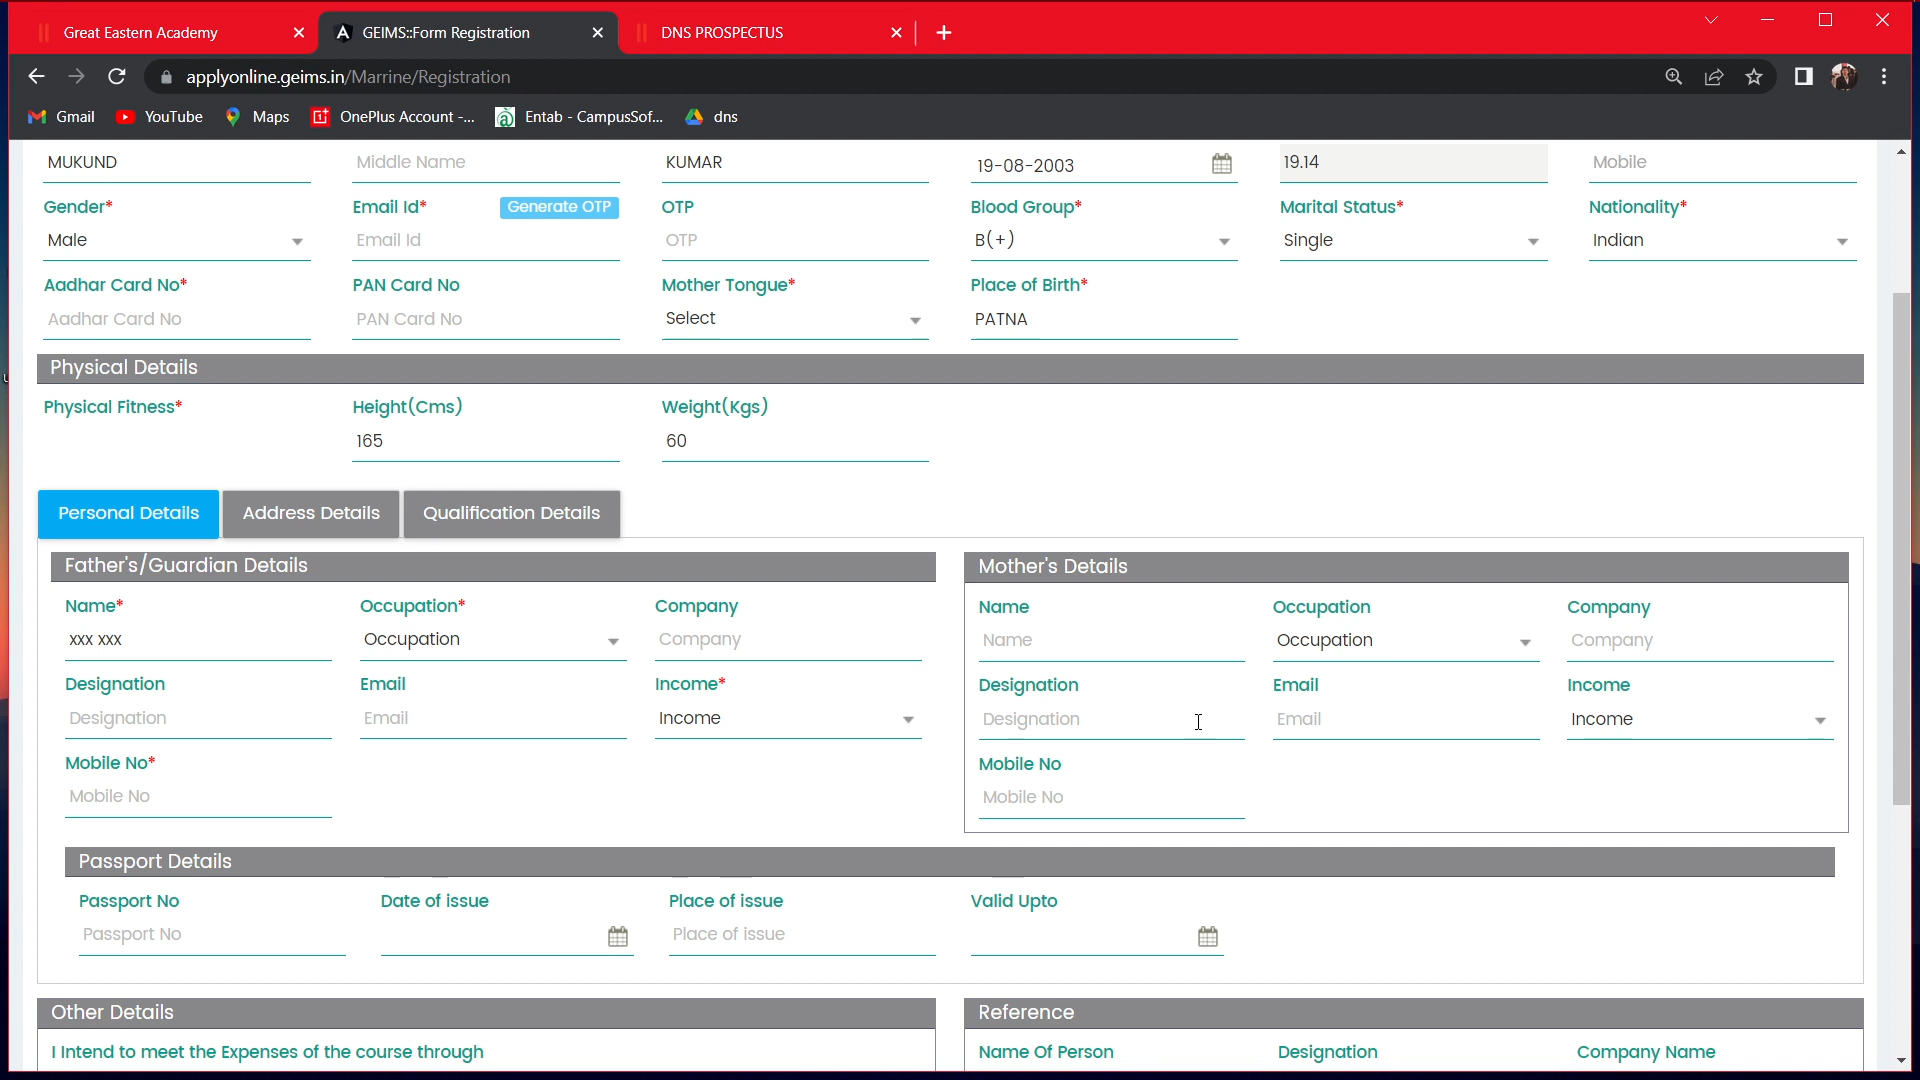 Great Eastern Academy
GEIMS::Form Registration
DNS PROSPECTUS
applyonline.geims.in/Marrine/Registration
Gmail
YouTube
Maps
OnePlus Account -...
Entab - CampusSof...
dns
MUKUND Middle Name KUMAR 19-08-2003 19.14 Mobile
Gender* Email Id* Generate OTP OTP Blood Group* Marital Status* Nationality*
Male Email Id OTP B(+) Single Indian
Aadhar Card No* PAN Card No Mother Tongue* Place of Birth*
Aadhar Card No PAN Card No Select PATNA
Physical Details
Physical Fitness* Height(Cms) Weight(Kgs)
165 60
Personal Details Address Details Qualification Details
Father's/Guardian Details
Name* Occupation* Company
xxx xxx Occupation Company
Designation Email Income*
Designation Email Income
Mobile No*
Mobile No
Mother's Details
Name Occupation Company
Name Occupation Company
Designation Email Income
Designation Email Income
Mobile No
Mobile No
Passport Details
Passport No Date of issue Place of issue Valid Upto
Passport No Place of issue
Other Details
I Intend to meet the Expenses of the course through
Reference
Name Of Person Designation Company Name